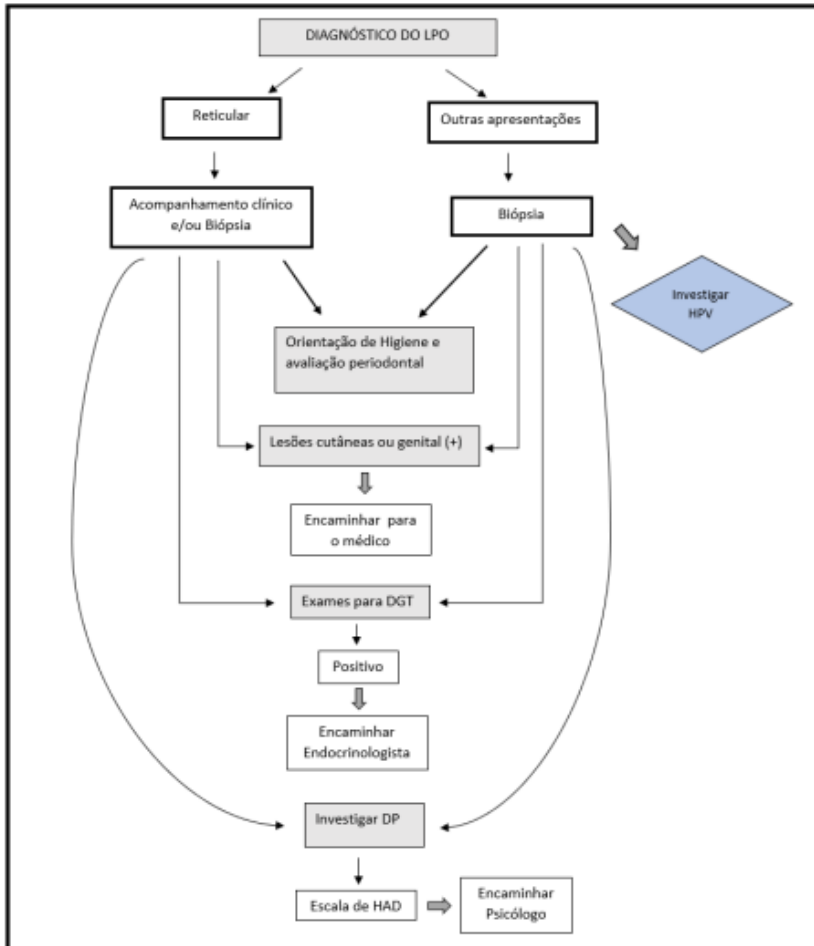 DIAGNÓSTICO DO LPO
Reticular
Outras apresentações
Acompanhamento clínico
e/ou Biópsia
Biópsia
Investigar
HPV
Orientação de Higiene e
avaliação periodontal
Lesões cutâneas ou genital (+)
Encaminhar para
o médico
Exames para DGT
Positivo
Encaminhar
Endocrinologista
Investigar DP
Escala de HAD
Encaminhar
Psicólogo